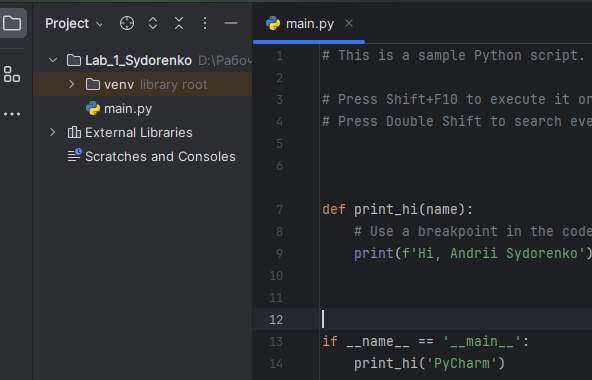 Project
main.py
Lab_1_Sydorenko D:\Рабоч
venv library root
main.py
External Libraries
Scratches and Consoles
1 # This is a sample Python script.
2
3 # Press Shift+F10 to execute it or
4 # Press Double Shift to search eve
5
6
7 def print_hi(name):
8 # Use a breakpoint in the code
9 print(f'Hi, Andrii Sydorenko')
10
11
12
13 if __name__ == '__main__':
14 print_hi('PyCharm')